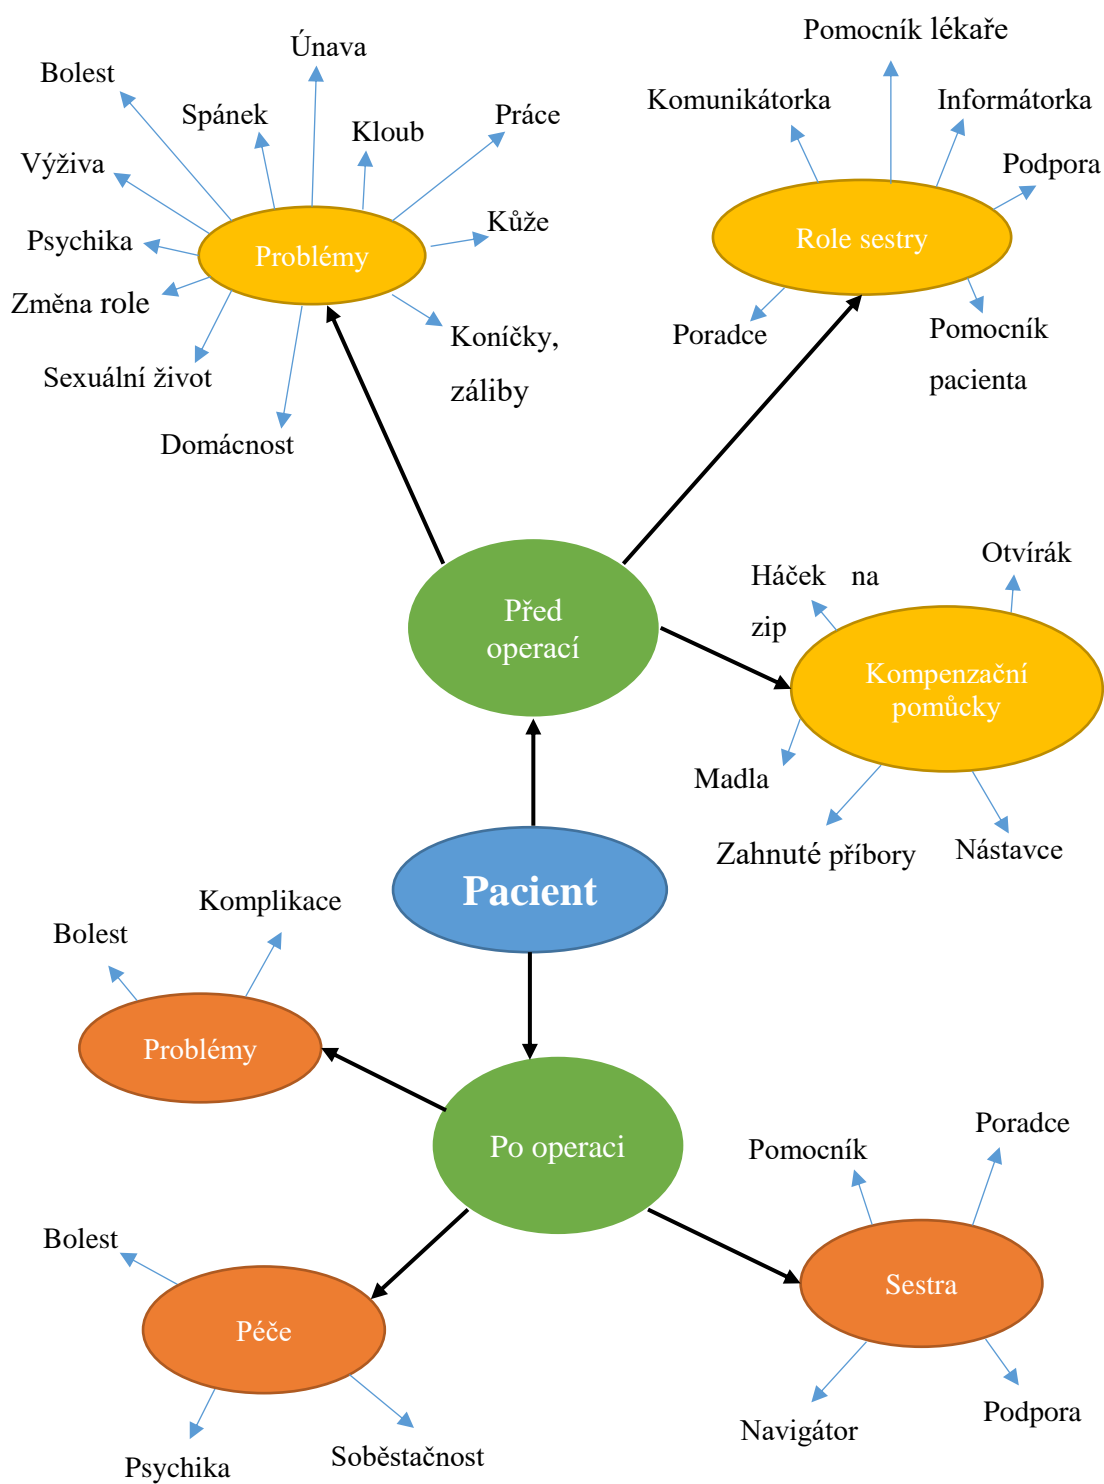 Pomocník lékaře
Únava
Bolest
Komunikátorka
Informátorka
Spánek
Práce
Kloub
Výživa
Podpora
Kůže
Psychika
Problémy
Role sestry
Změna role
Koníčky,
záliby
Poradce
Pomocník
pacienta
Sexuální život
Domácnost
Otvírák
Háček na
zip
Před
operací
Kompenzační
pomůcky
Madla
Zahnuté příbory
Nástavce
Pacient
Komplikace
Bolest
Problémy
Poradce
Pomocník
Po operaci
Bolest
Sestra
Péče
Podpora
Navigátor
Soběstačnost
Psychika